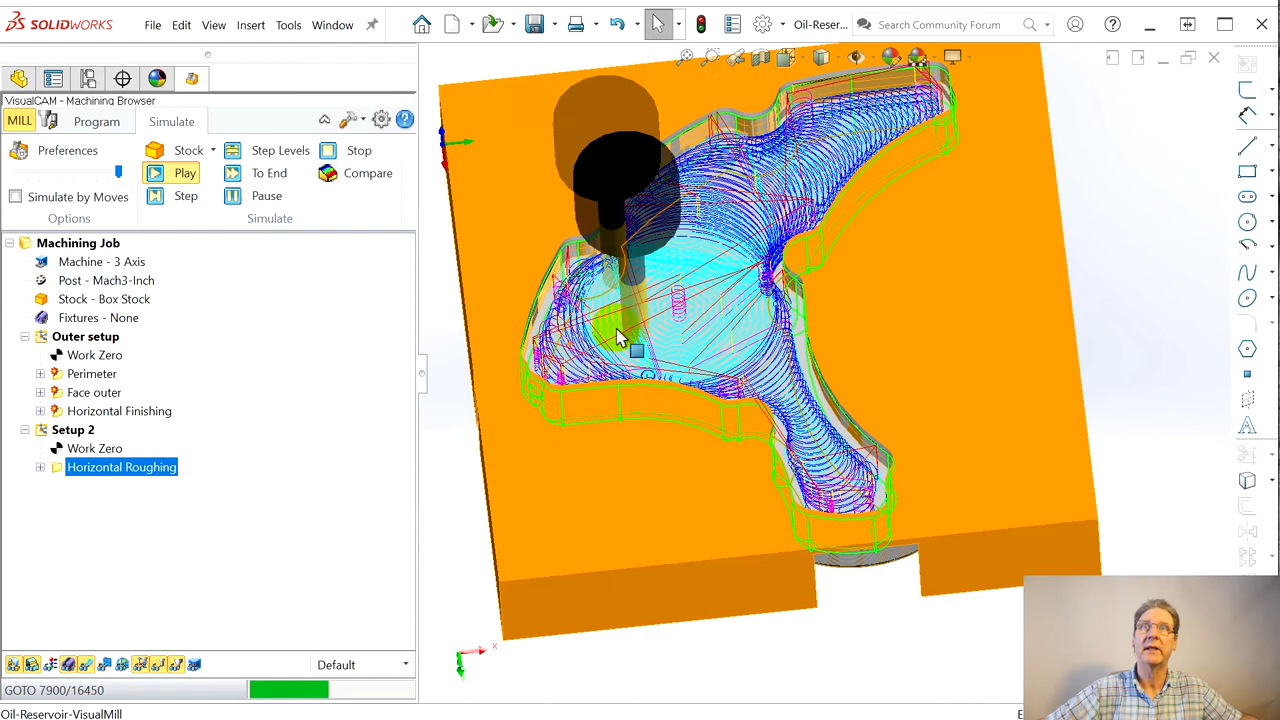 SOLIDWORKS File Edit View Insert Tools Window Oil-Reser... Search Community Forum
VisualCAM - Machining Browser
MILL Program Simulate
Preferences Stock Step Levels Stop
Play To End Compare
Simulate by Moves Step Pause
Options Simulate
Machining Job
Machine - 3 Axis
Post - Mach3-Inch
Stock - Box Stock
Fixtures - None
Outer setup
Work Zero
Perimeter
Face outer
Horizontal Finishing
Setup 2
Work Zero
Horizontal Roughing
x
Default
GOTO 7900/16450
Oil-Reservoir-VisualMill
E